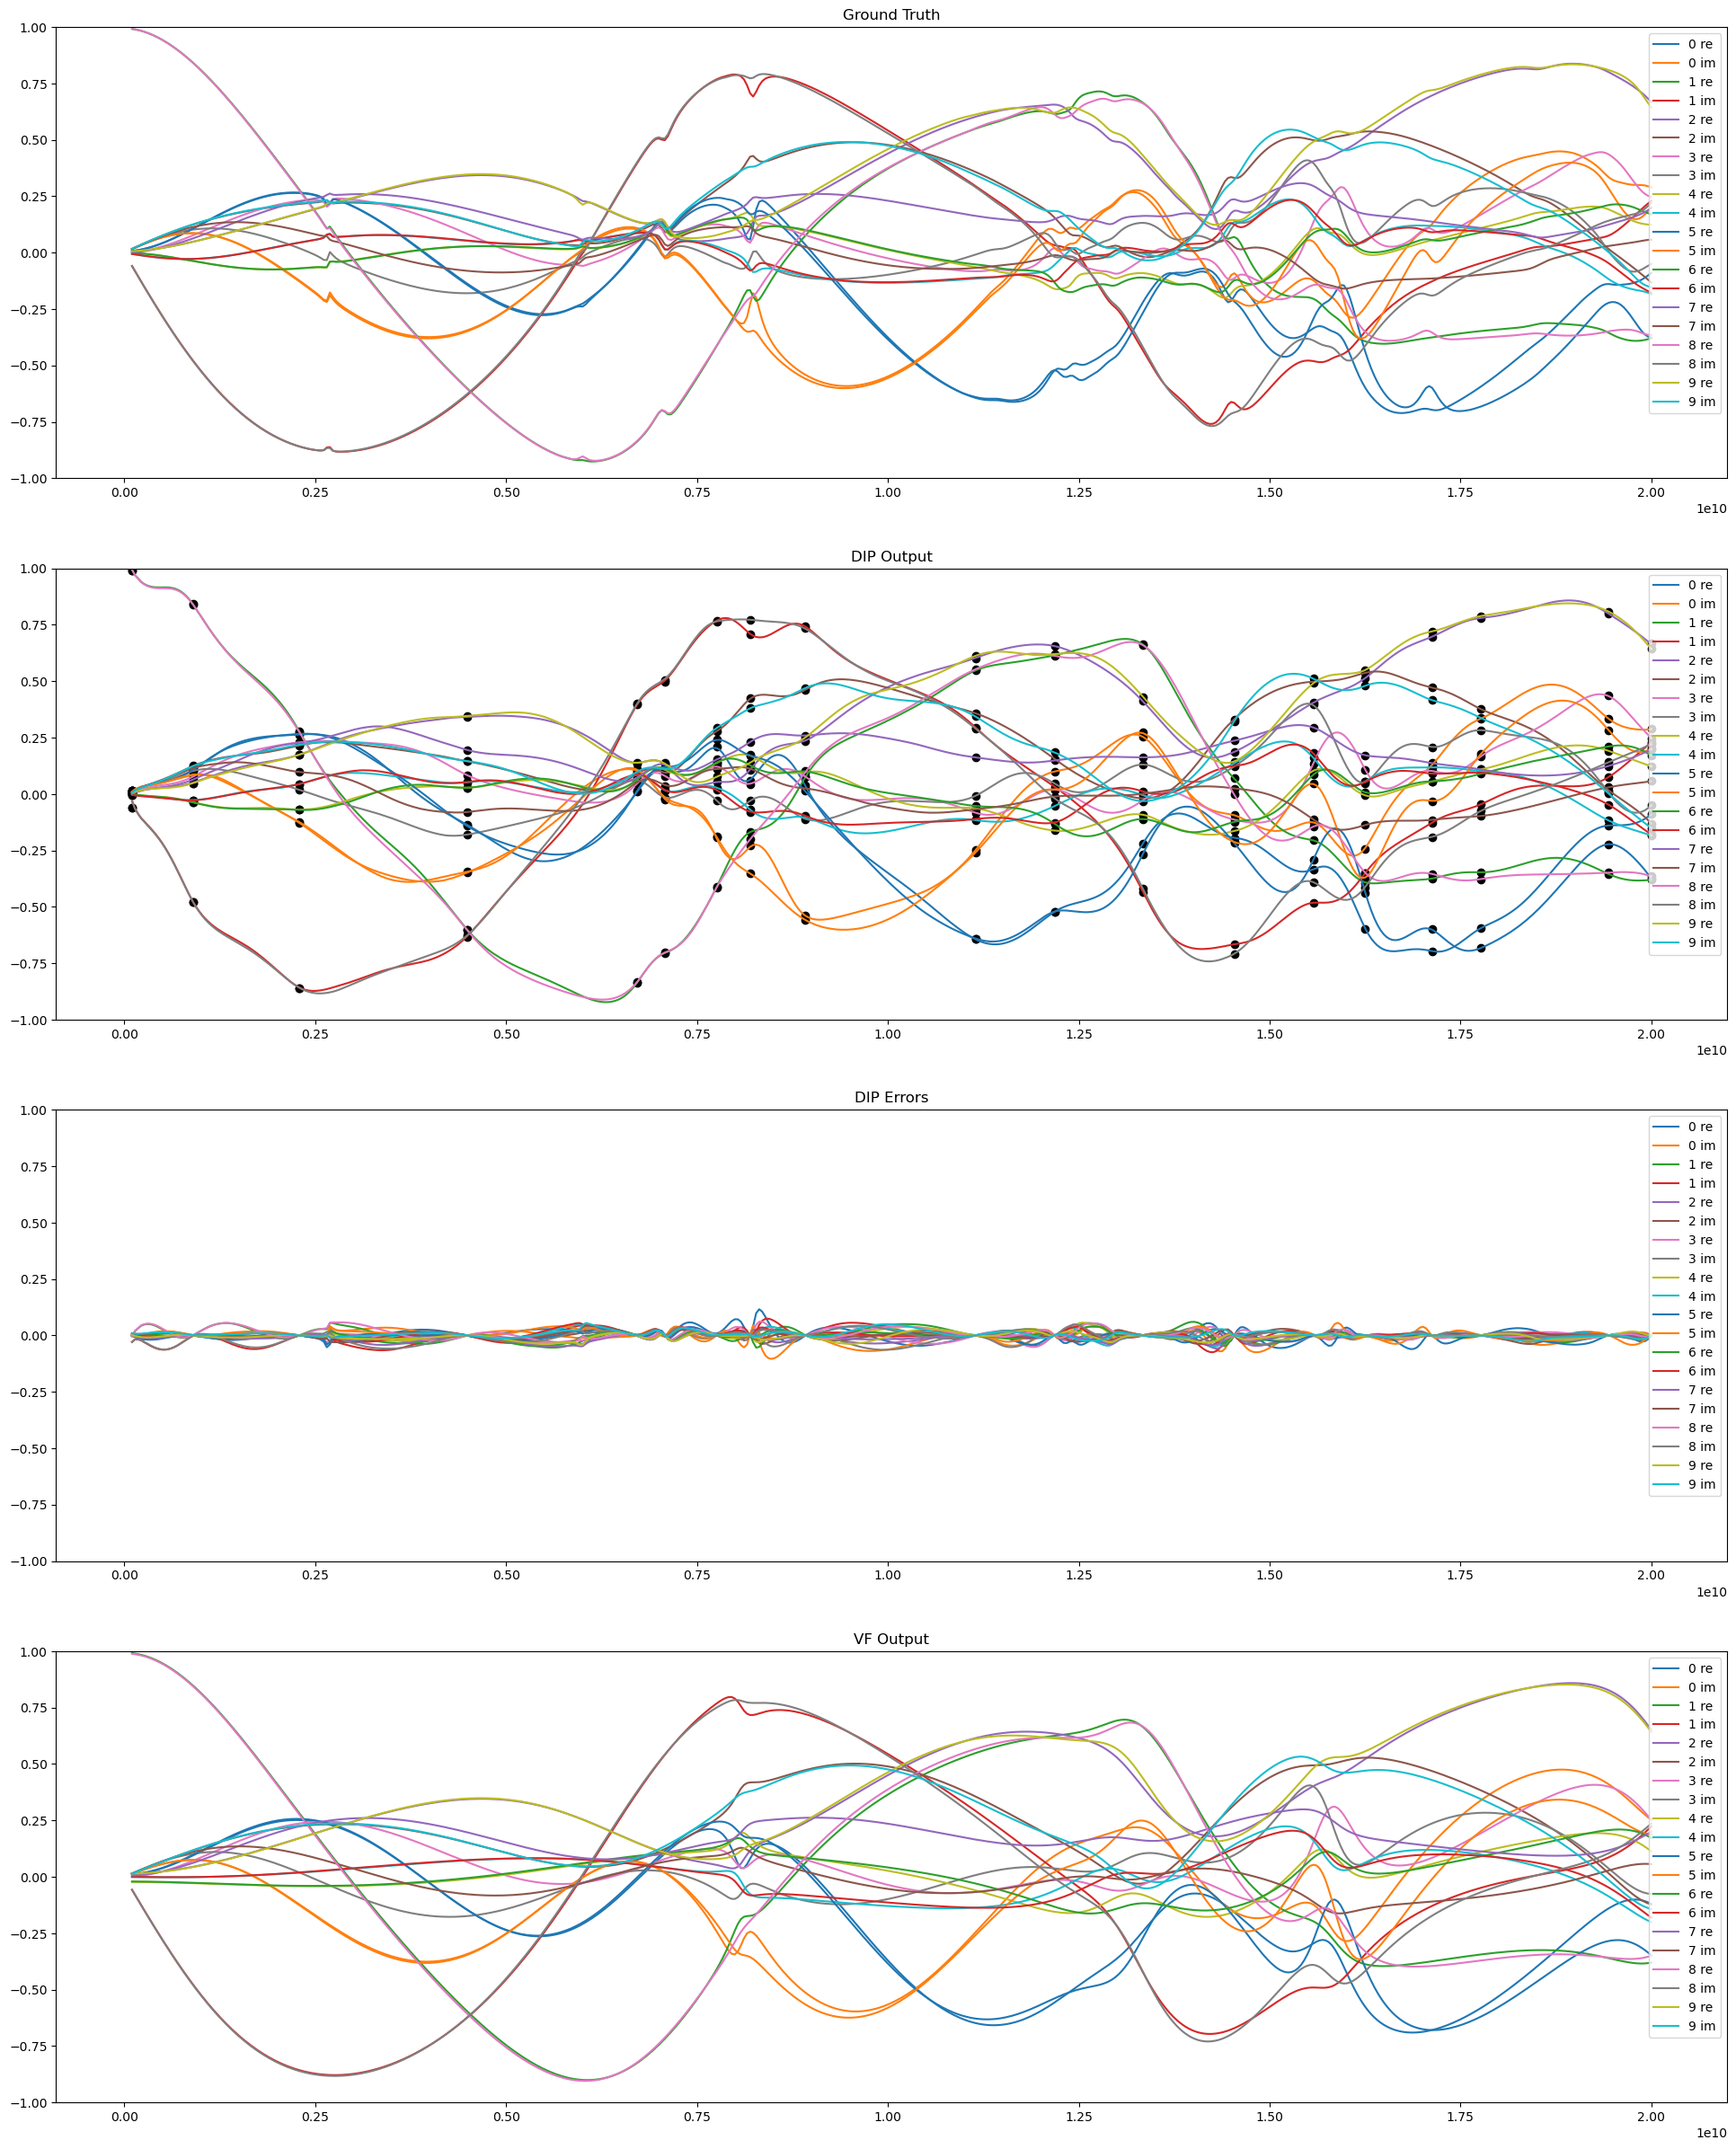 Ground Truth
1.00
0.75
0.50
0.25
0.00
−0.25
−0.50
−0.75
−1.00
0 re
0 im
1 re
1 im
2 re
2 im
3 re
3 im
4 re
4 im
5 re
5 im
6 re
6 im
7 re
7 im
8 re
8 im
9 re
9 im
0.00 0.25 0.50 0.75 1.00 1.25 1.50 1.75 2.00
1e10
DIP Output
1.00
0.75
0.50
0.25
0.00
−0.25
−0.50
−0.75
−1.00
0 re
0 im
1 re
1 im
2 re
2 im
3 re
3 im
4 re
4 im
5 re
5 im
6 re
6 im
7 re
7 im
8 re
8 im
9 re
9 im
0.00 0.25 0.50 0.75 1.00 1.25 1.50 1.75 2.00
1e10
DIP Errors
1.00
0.75
0.50
0.25
0.00
−0.25
−0.50
−0.75
−1.00
0 re
0 im
1 re
1 im
2 re
2 im
3 re
3 im
4 re
4 im
5 re
5 im
6 re
6 im
7 re
7 im
8 re
8 im
9 re
9 im
0.00 0.25 0.50 0.75 1.00 1.25 1.50 1.75 2.00
1e10
VF Output
1.00
0.75
0.50
0.25
0.00
−0.25
−0.50
−0.75
−1.00
0 re
0 im
1 re
1 im
2 re
2 im
3 re
3 im
4 re
4 im
5 re
5 im
6 re
6 im
7 re
7 im
8 re
8 im
9 re
9 im
0.00 0.25 0.50 0.75 1.00 1.25 1.50 1.75 2.00
1e10